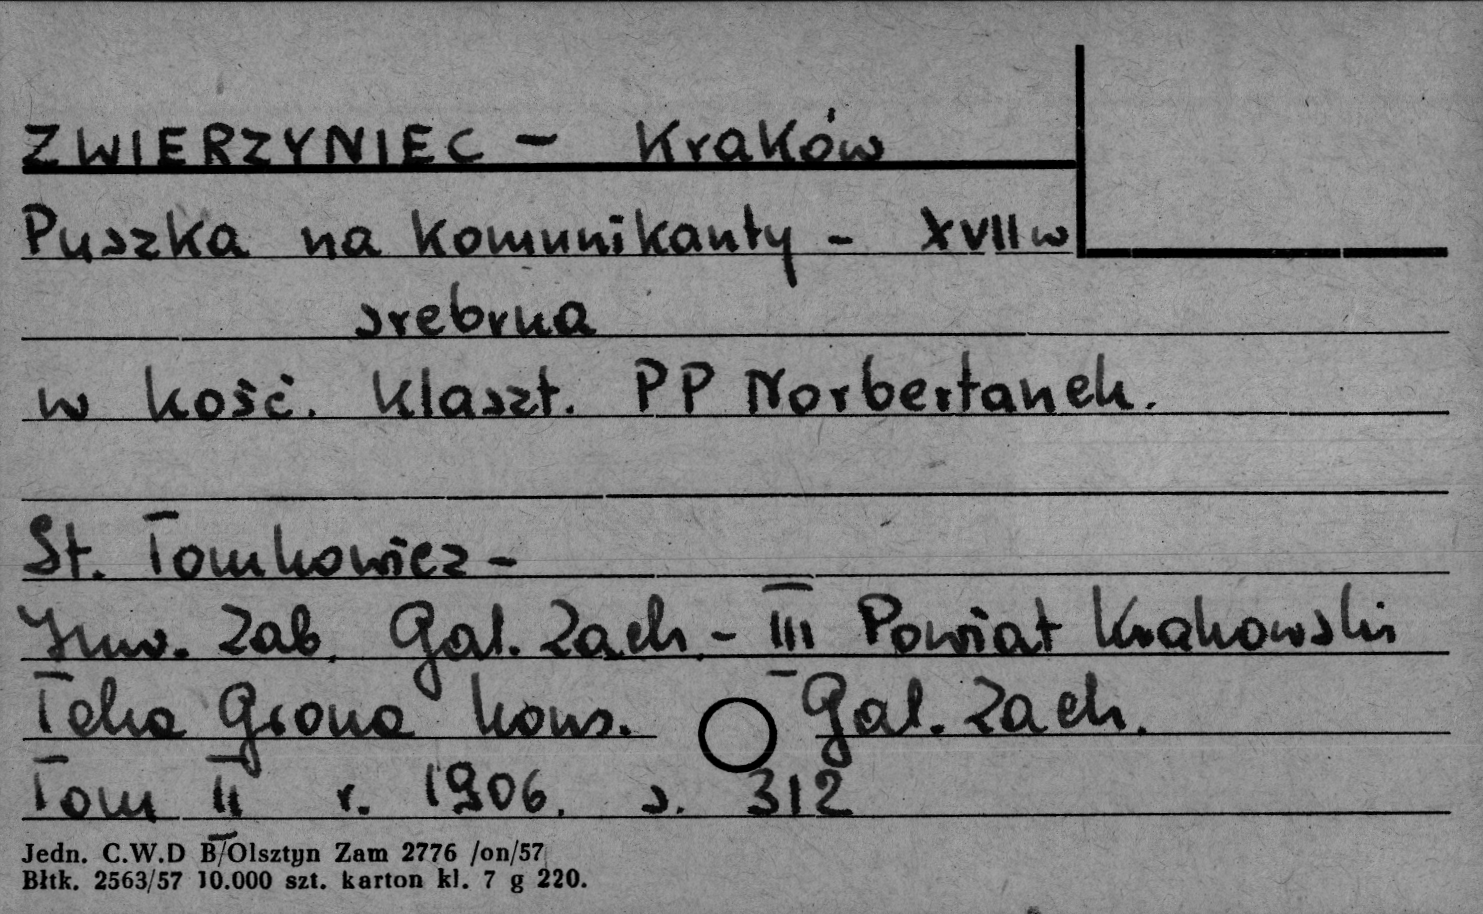 ZWIERZYNIEC - Kraków
Puszka na komunikanty - XVII w
srebrna
w kość. klaszt. PP Norbertanek.
St. Tomkowicz -
Inw. Zab. Gal. Zach. - III Powiat Krakowski
Teka Grona kons. Gal. Zach.
Tom II r. 1906. s. 312
Jedn. C.W.D B/Olsztyn Zam 2776 /on/57
Błtk. 2563/57 10.000 szt. karton kl. 7 g 220.